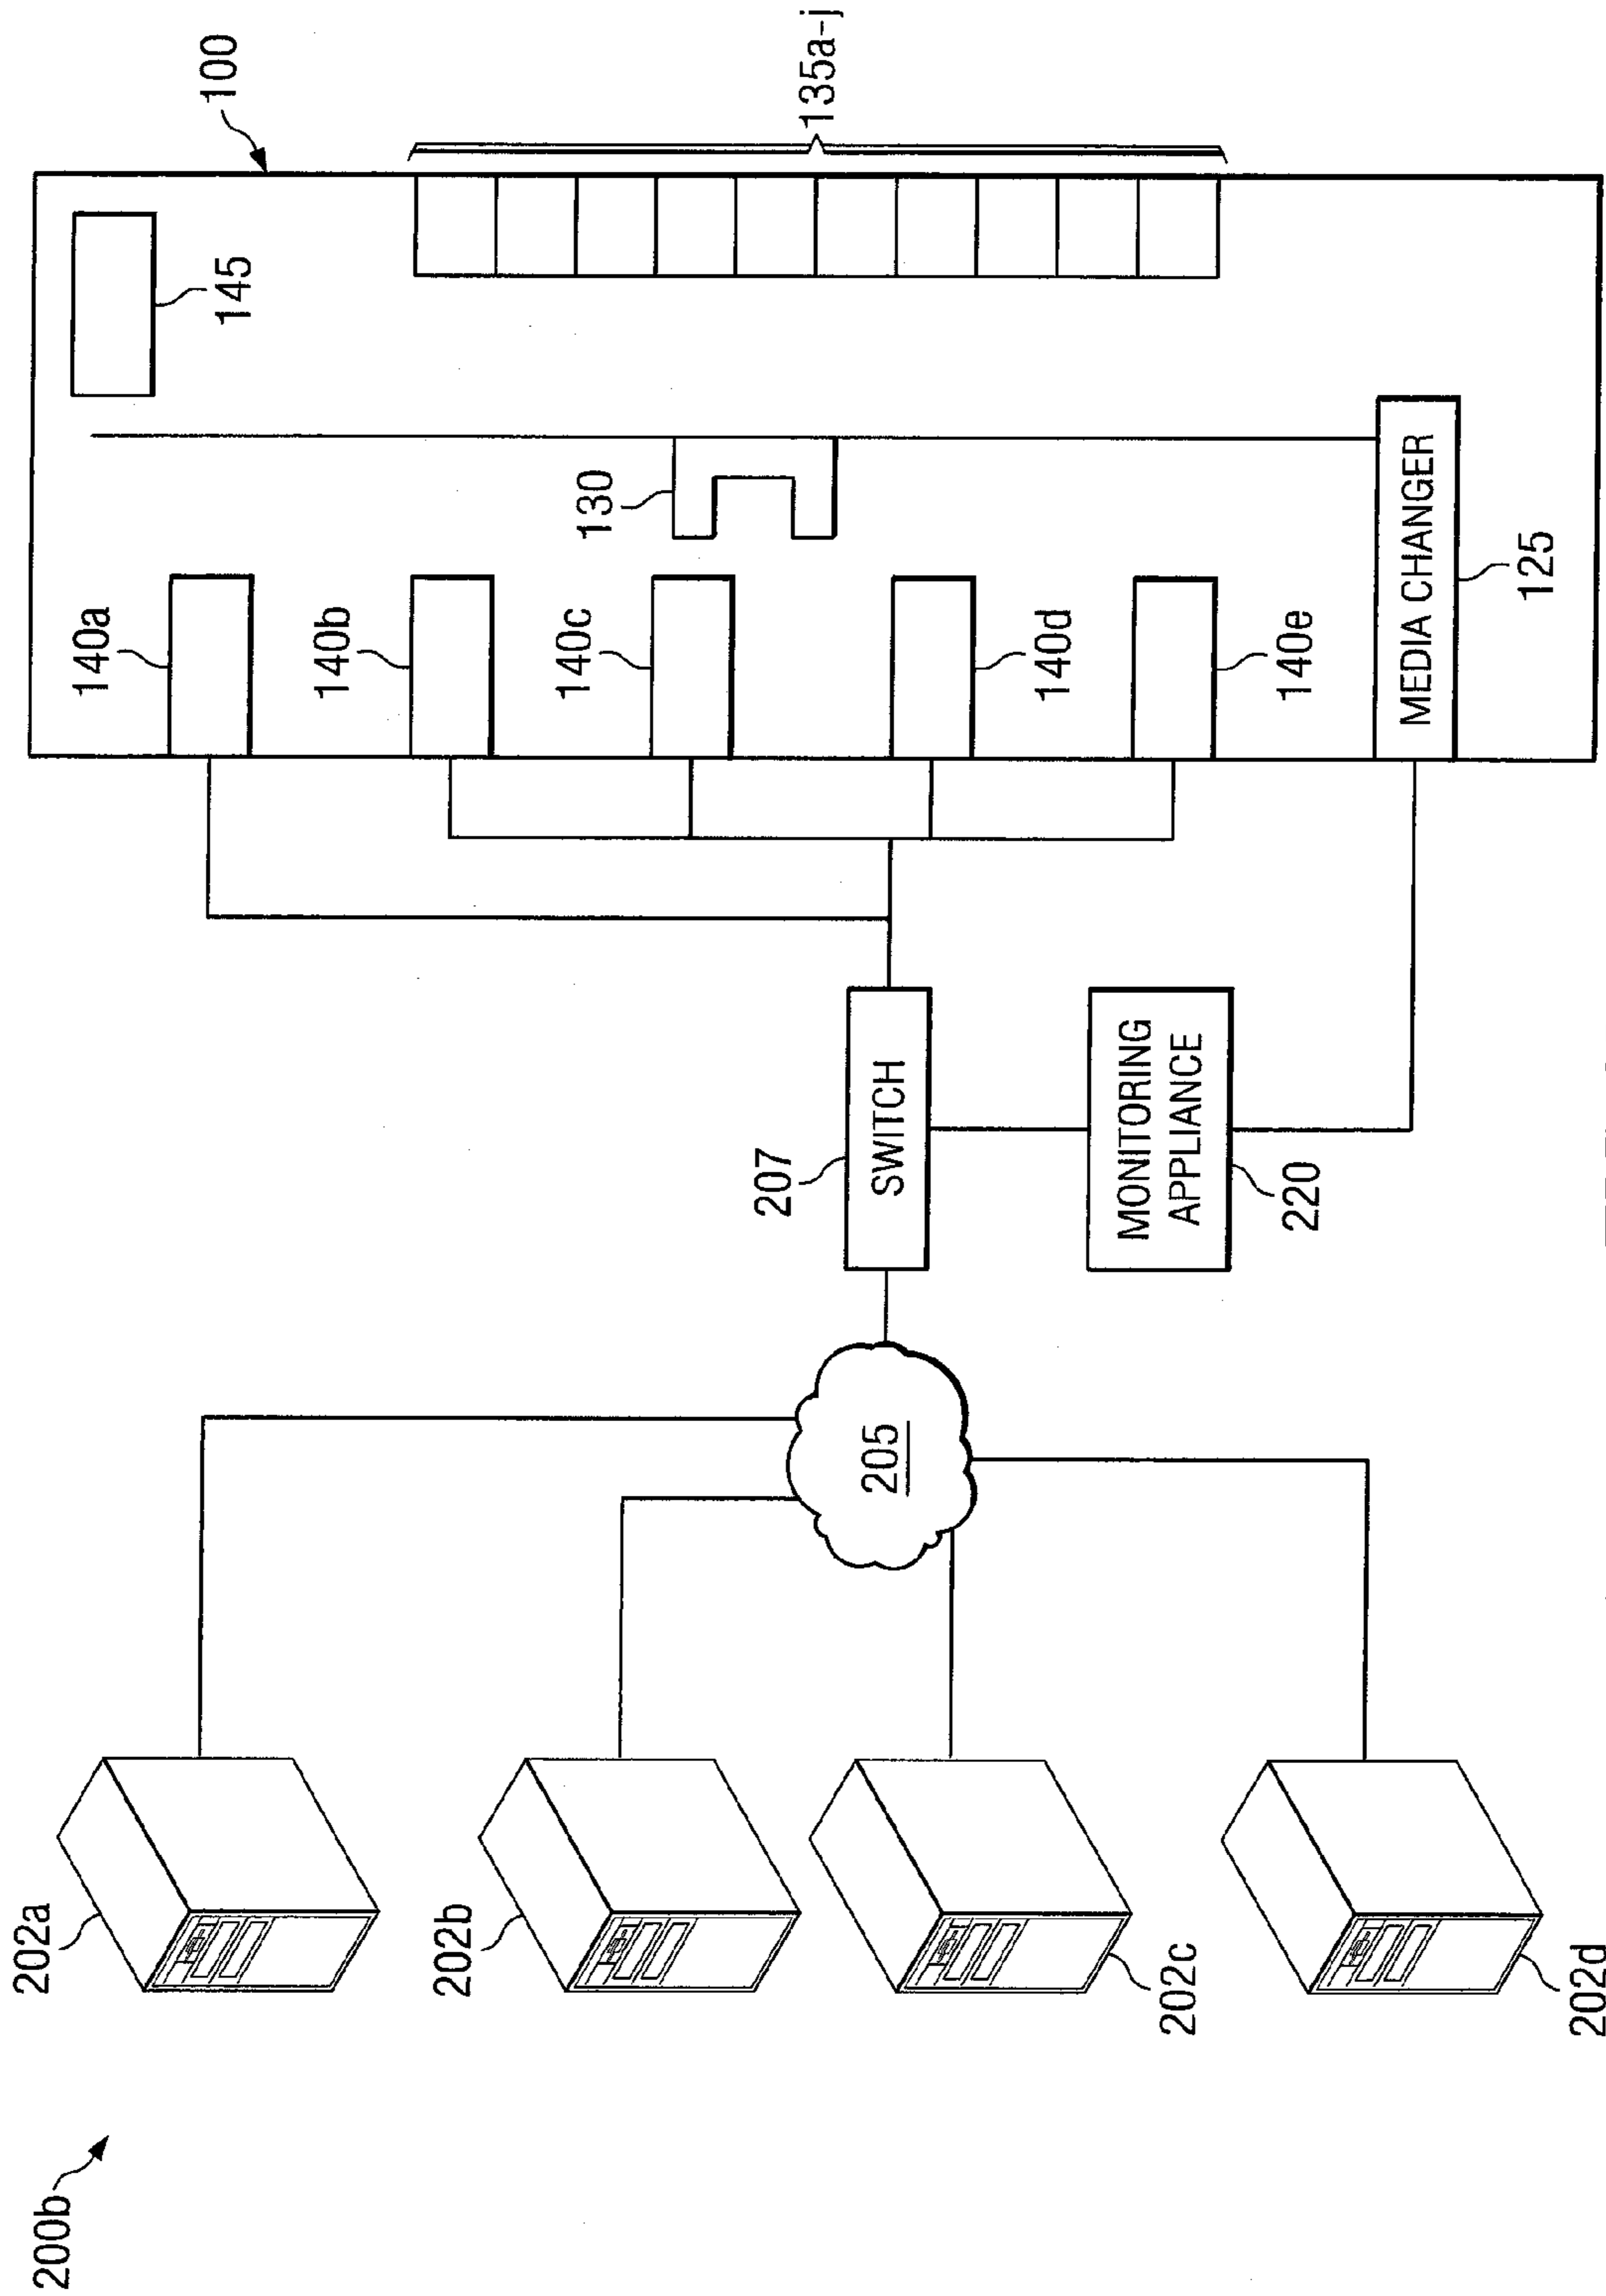 200b
202a
202b
202c
202d
205
207
SWITCH
MONITORING
APPLIANCE
220
140a
140b
140c
140d
140e
130
MEDIA CHANGER
125
145
100
135a-j